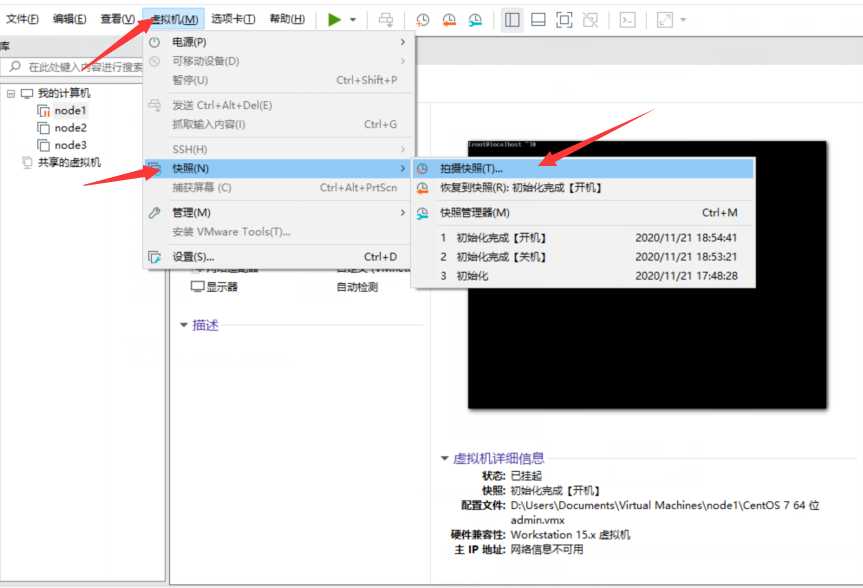 文件(F) 编辑(E) 查看(V) 虚拟机(M) 选项卡(T) 帮助(H)
库
在此处键入内容进行搜索
我的计算机
node1
node2
node3
共享的虚拟机
电源(P)
可移动设备(D)
暂停(U) Ctrl+Shift+P
发送 Ctrl+Alt+Del(E)
抓取输入内容(I) Ctrl+G
SSH(H)
快照(N)
捕获屏幕 (C) Ctrl+Alt+PrtScn
管理(M)
安装 VMware Tools(T)...
设置(S)... Ctrl+D
[root@localhost ~]#
拍摄快照(T)...
恢复到快照(R): 初始化完成【开机】
快照管理器(M) Ctrl+M
1 初始化完成【开机】 2020/11/21 18:54:41
2 初始化完成【关机】 2020/11/21 18:53:21
3 初始化 2020/11/21 17:48:28
显示器 自动检测
描述
虚拟机详细信息
状态: 已挂起
快照: 初始化完成【开机】
配置文件: D:\Users\Documents\Virtual Machines\node1\CentOS 7 64 位
admin.vmx
硬件兼容性: Workstation 15.x 虚拟机
主 IP 地址: 网络信息不可用